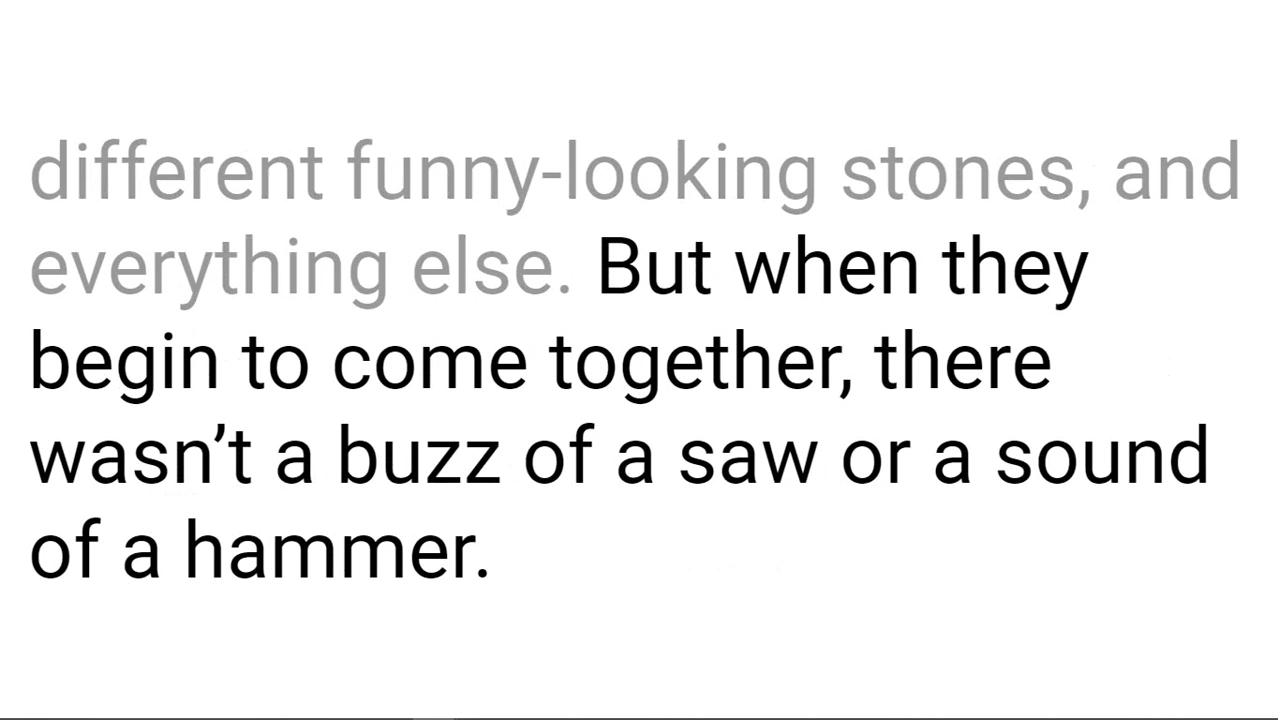 different funny-looking stones, and
everything else. But when they
begin to come together, there
wasn’t a buzz of a saw or a sound
of a hammer.